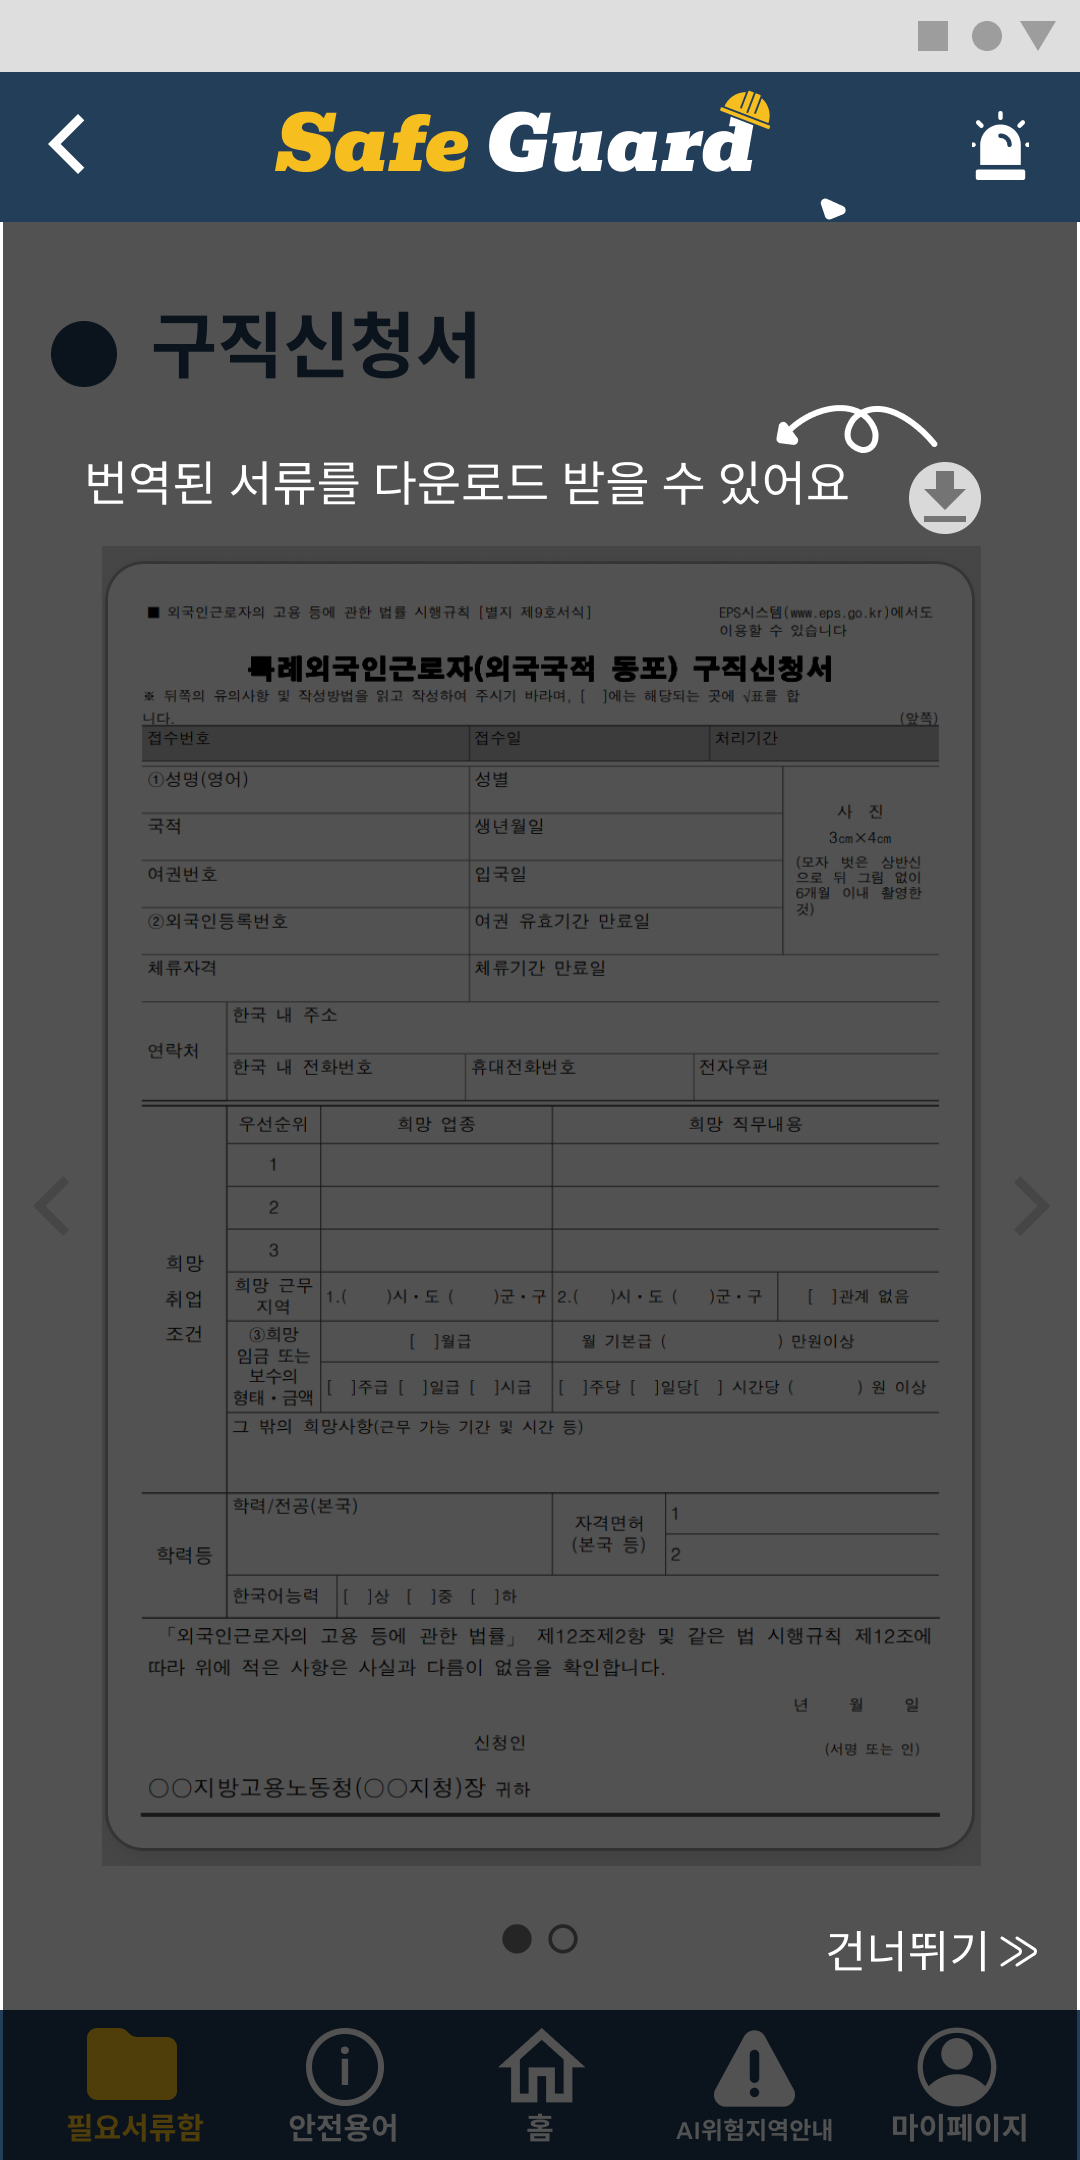 Safe Guard
구직신청서
번역된 서류를 다운로드 받을 수 있어요
■ 외국인근로자의 고용 등에 관한 법률 시행규칙 [별지 제9호서식]
EPS시스템(www.eps.go.kr)에서도
이용할 수 있습니다
특례외국인근로자(외국국적 동포) 구직신청서
※ 뒤쪽의 유의사항 및 작성방법을 읽고 작성하여 주시기 바라며, [ ]에는 해당되는 곳에 √표를 합
니다. (앞쪽)
접수번호 접수일 처리기간
①성명(영어) 성별
국적 생년월일
여권번호 입국일
②외국인등록번호 여권 유효기간 만료일
사 진
3㎝×4㎝
(모자 벗은 상반신
으로 뒤 그림 없이
6개월 이내 촬영한
것)
체류자격 체류기간 만료일
연락처
한국 내 주소
한국 내 전화번호 휴대전화번호 전자우편
희망
취업
조건
우선순위 희망 업종 희망 직무내용
1
2
3
희망 근무
지역
1.( )시·도 ( )군·구 2.( )시·도 ( )군·구 [ ]관계 없음
③희망
임금 또는
보수의
형태·금액
[ ]월급 월 기본급 ( ) 만원이상
[ ]주급 [ ]일급 [ ]시급 [ ]주당 [ ]일당[ ] 시간당 ( ) 원 이상
그 밖의 희망사항(근무 가능 기간 및 시간 등)
학력등
학력/전공(본국)
자격면허
(본국 등)
1
2
한국어능력 [ ]상 [ ]중 [ ]하
「외국인근로자의 고용 등에 관한 법률」 제12조제2항 및 같은 법 시행규칙 제12조에
따라 위에 적은 사항은 사실과 다름이 없음을 확인합니다.
년 월 일
신청인 (서명 또는 인)
○○지방고용노동청(○○지청)장 귀하
건너뛰기
필요서류함 안전용어 홈 AI위험지역안내 마이페이지